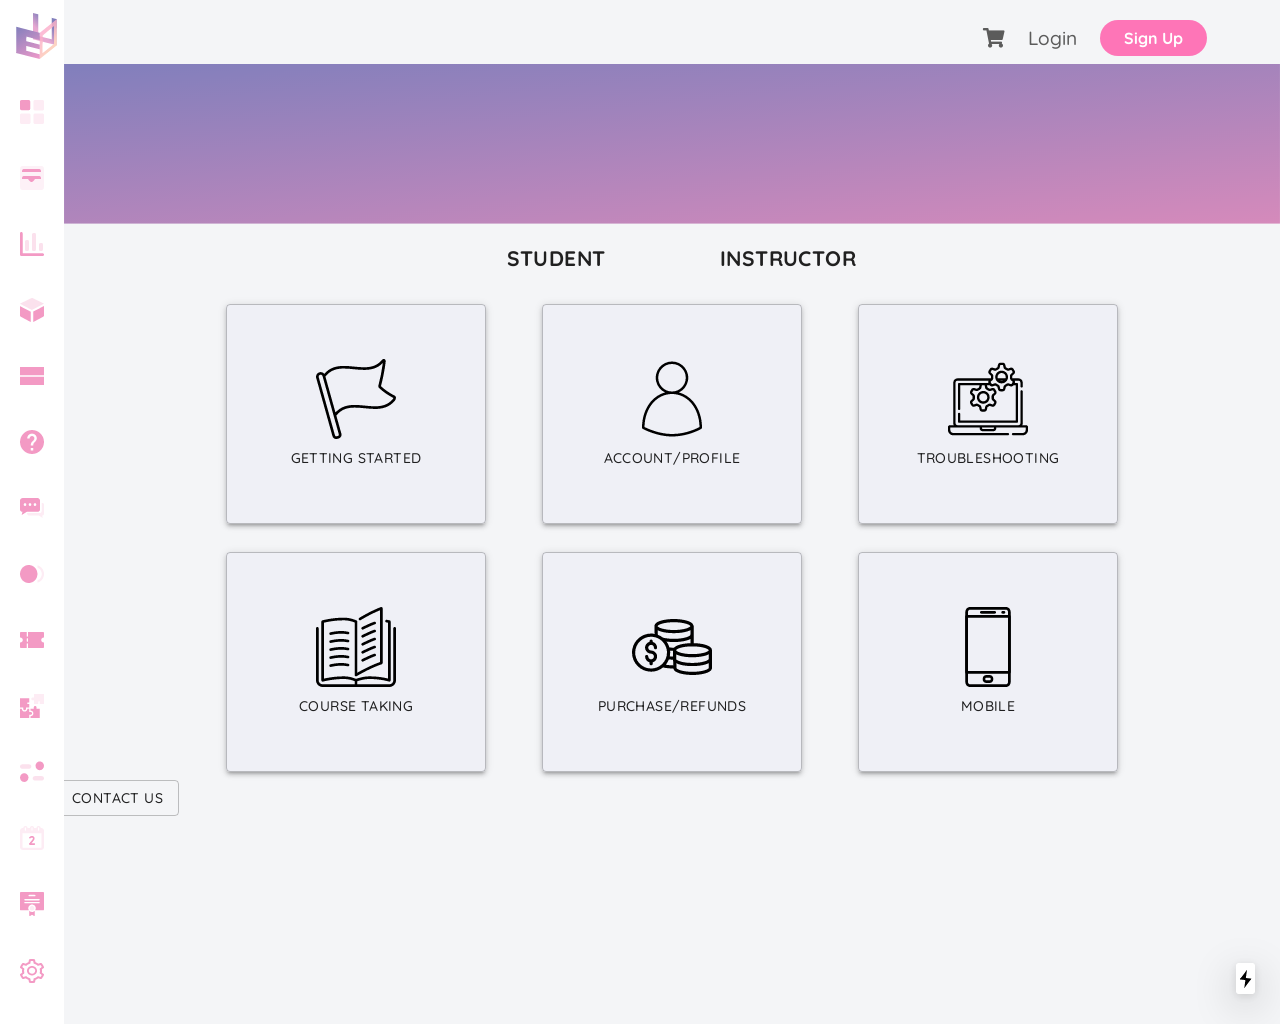 Login
Sign Up
STUDENT
INSTRUCTOR
GETTING STARTED
ACCOUNT/PROFILE
TROUBLESHOOTING
$
COURSE TAKING
PURCHASE/REFUNDS
MOBILE
CONTACT US
?
2